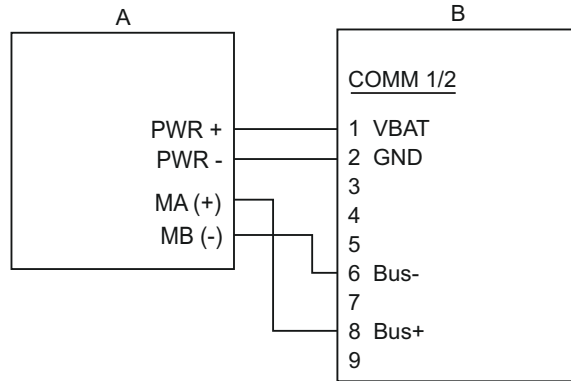 A
B
COMM 1/2
PWR +
1 VBAT
PWR -
2 GND
3
MA (+)
4
MB (-)
5
6 Bus-
7
8 Bus+
9